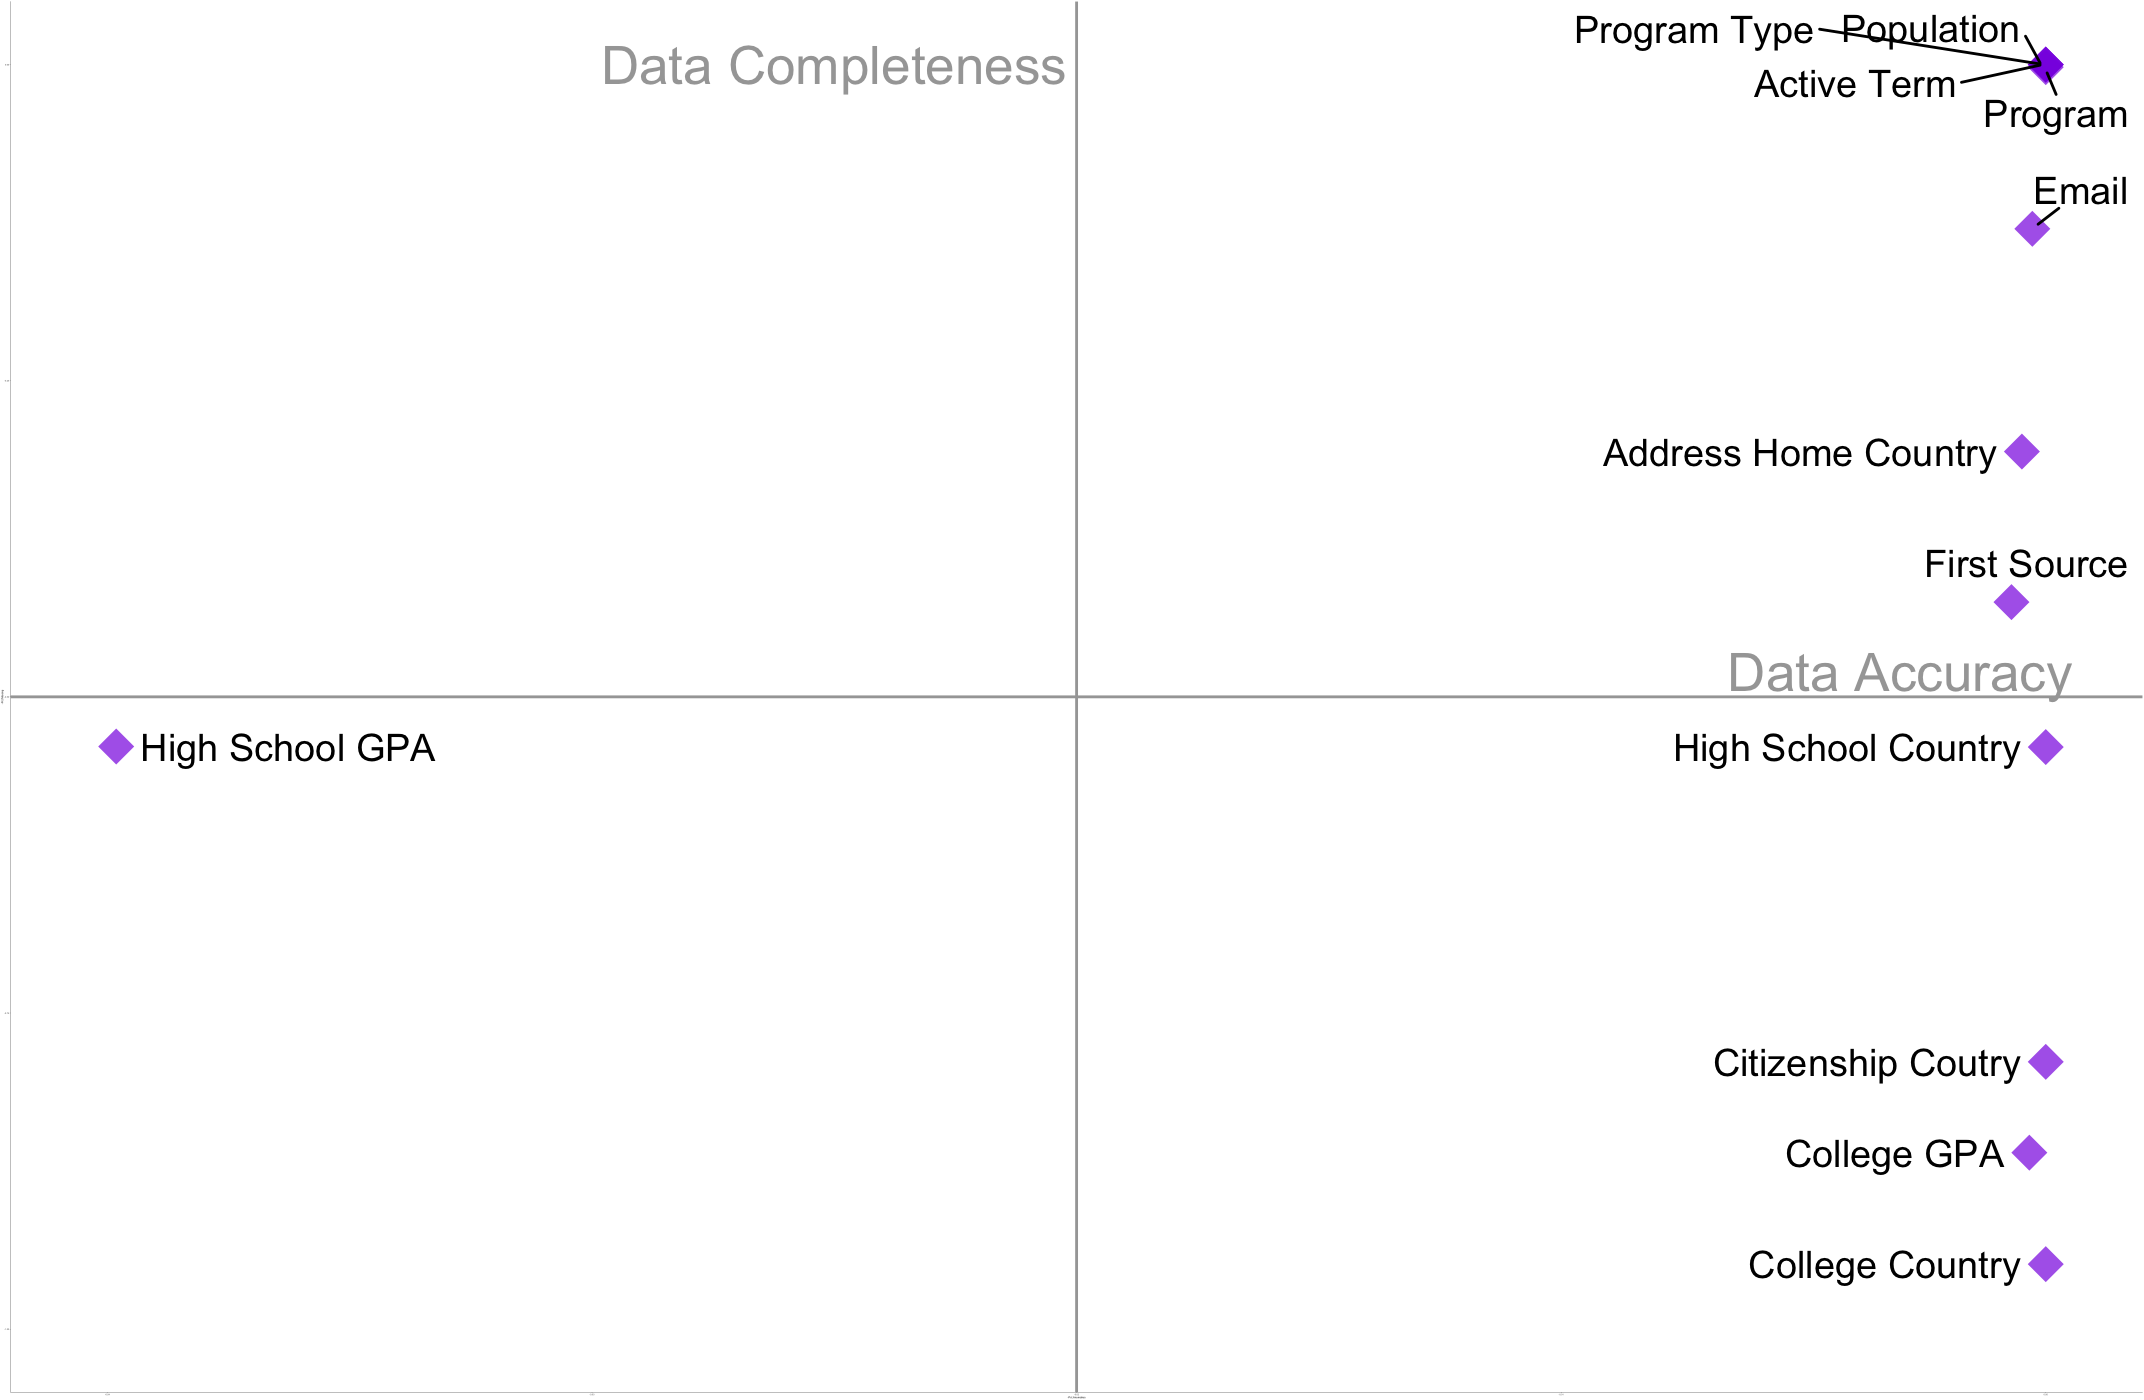 Program Type
Population
Data Completeness
Active Term
Program
Email
Address Home Country
First Source
Data Accuracy
High School GPA
High School Country
Citizenship Coutry
College GPA
College Country